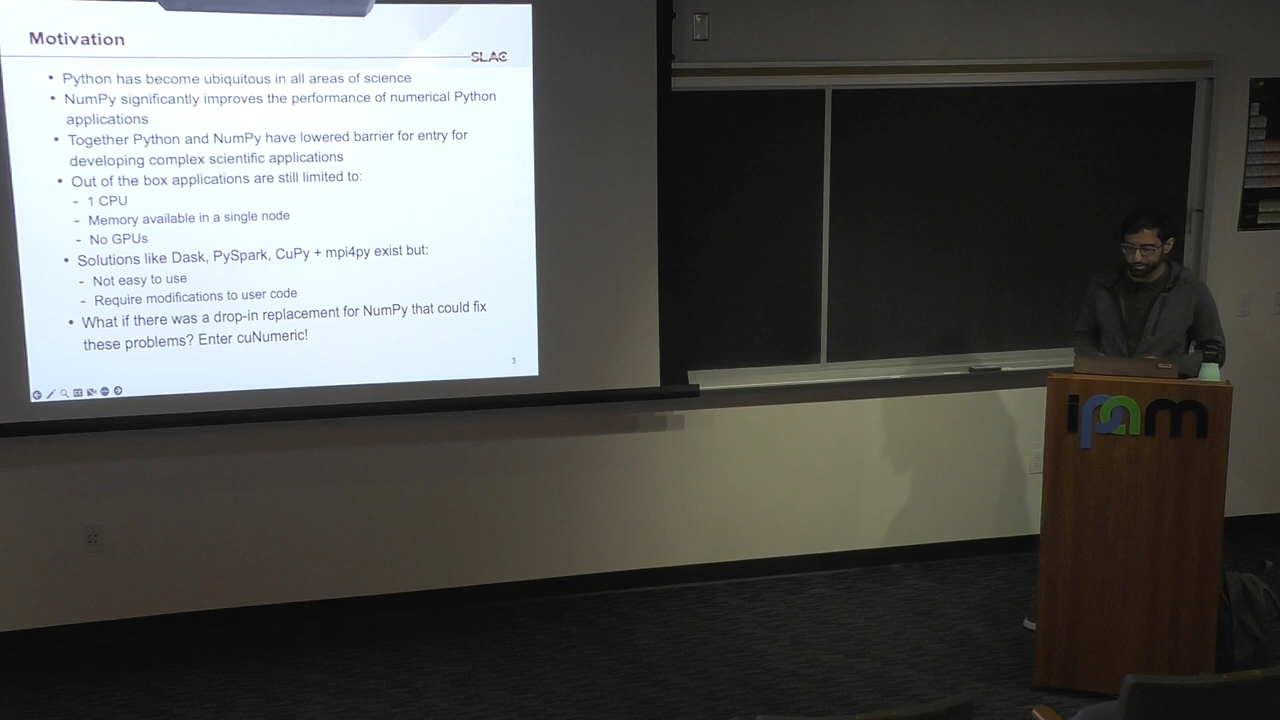 Motivation
SLAC
• Python has become ubiquitous in all areas of science
• NumPy significantly improves the performance of numerical Python
applications
• Together Python and NumPy have lowered barrier for entry for
developing complex scientific applications
• Out of the box applications are still limited to:
- 1 CPU
- Memory available in a single node
- No GPUs
• Solutions like Dask, PySpark, CuPy + mpi4py exist but:
- Not easy to use
- Require modifications to user code
• What if there was a drop-in replacement for NumPy that could fix
these problems? Enter cuNumeric!
3
ipam